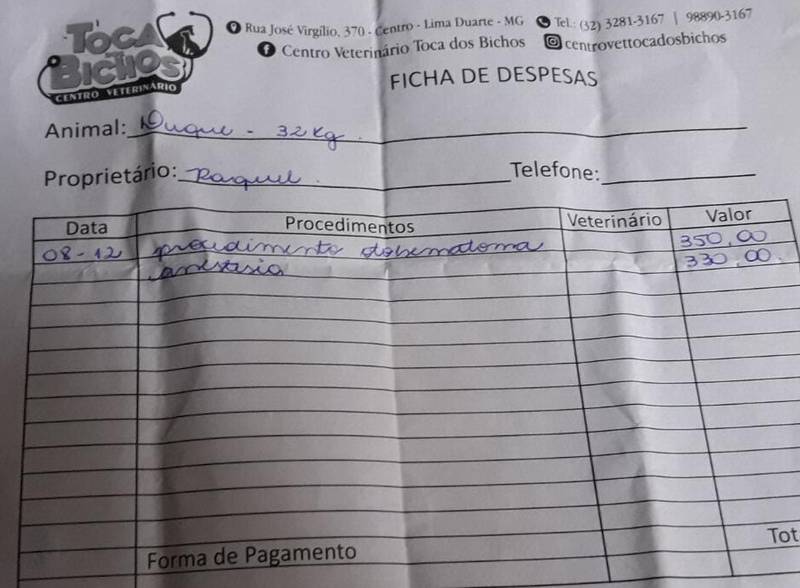 TOCA
BICHOS
CENTRO VETERINÁRIO
Rua José Virgílio, 370 - Centro - Lima Duarte - MG Tel.: (32) 3281-3167 | 98890-3167
Centro Veterinário Toca dos Bichos centrovettocadosbichos
FICHA DE DESPESAS
Animal: Duque - 32 kg.
Proprietário: Raquel. Telefone:
Data Procedimentos Veterinário Valor
08-12 procedimento otohematoma 350,00
anestesia 330,00.
Tot
Forma de Pagamento